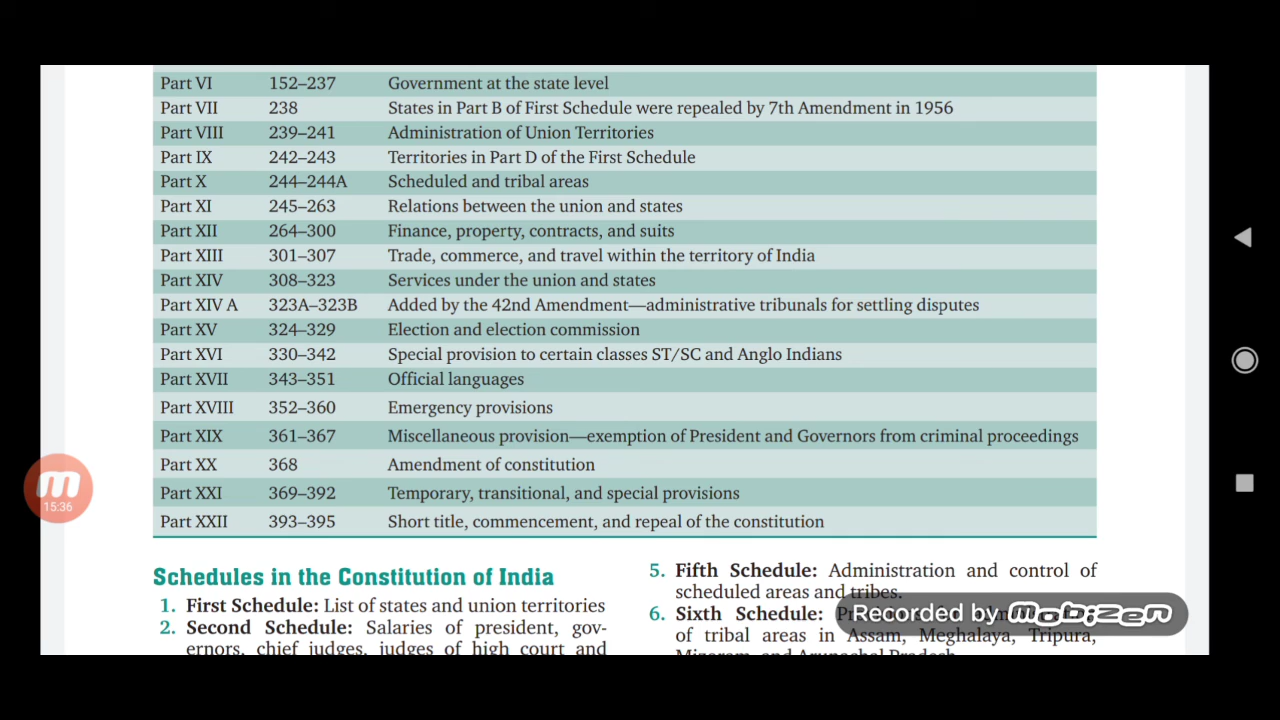 Part VI 152–237 Government at the state level
Part VII 238 States in Part B of First Schedule were repealed by 7th Amendment in 1956
Part VIII 239–241 Administration of Union Territories
Part IX 242–243 Territories in Part D of the First Schedule
Part X 244–244A Scheduled and tribal areas
Part XI 245–263 Relations between the union and states
Part XII 264–300 Finance, property, contracts, and suits
Part XIII 301–307 Trade, commerce, and travel within the territory of India
Part XIV 308–323 Services under the union and states
Part XIV A 323A–323B Added by the 42nd Amendment—administrative tribunals for settling disputes
Part XV 324–329 Election and election commission
Part XVI 330–342 Special provision to certain classes ST/SC and Anglo Indians
Part XVII 343–351 Official languages
Part XVIII 352–360 Emergency provisions
Part XIX 361–367 Miscellaneous provision—exemption of President and Governors from criminal proceedings
Part XX 368 Amendment of constitution
Part XXI 369–392 Temporary, transitional, and special provisions
Part XXII 393–395 Short title, commencement, and repeal of the constitution
15:36
Schedules in the Constitution of India
1. First Schedule: List of states and union territories
2. Second Schedule: Salaries of president, gov-
ernors, chief judges, judges of high court and
5. Fifth Schedule: Administration and control of
scheduled areas and tribes.
6. Sixth Schedule:
of tribal areas in Assam, Meghalaya, Tripura,
Mizoram, and Arunachal Pradesh
Recorded by Mobizen